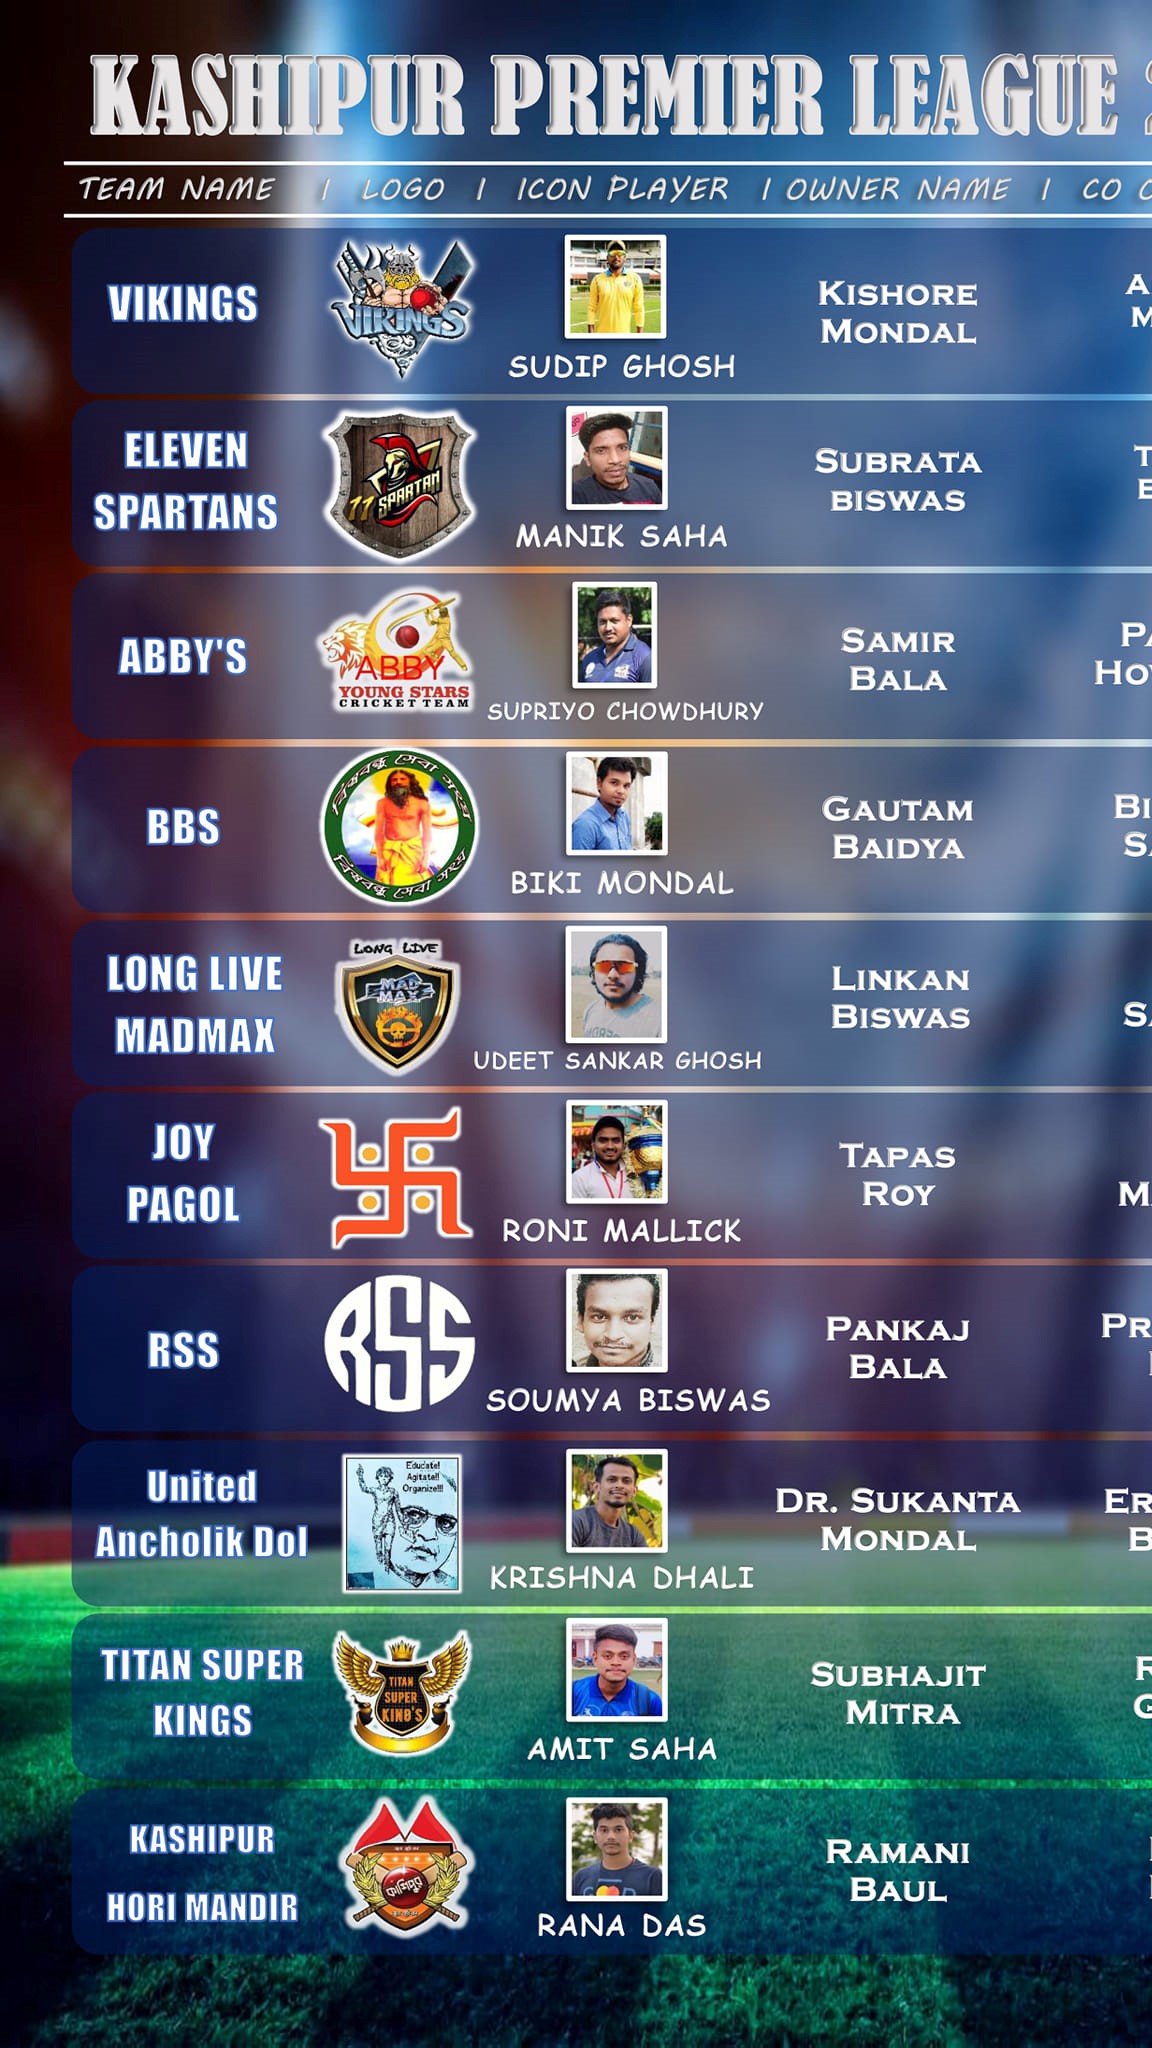 KASHIPUR PREMIER LEAGUE
TEAM NAME | LOGO | ICON PLAYER | OWNER NAME | CO
VIKINGS
VIKINGS
SUDIP GHOSH
KISHORE
MONDAL
ELEVEN
SPARTANS
11 SPARTAN
MANIK SAHA
SUBRATA
BISWAS
ABBY'S
ABBY
YOUNG STARS
CRICKET TEAM
SUPRIYO CHOWDHURY
SAMIR
BALA
BBS
বিশ্ববন্ধু সেবা সংঘ
বিশ্ববন্ধু সেবা সংঘ
BIKI MONDAL
GAUTAM
BAIDYA
LONG LIVE
MADMAX
LONG LIVE
MAD
MAX
UDEET SANKAR GHOSH
LINKAN
BISWAS
JOY
PAGOL
RONI MALLICK
TAPAS
ROY
RSS
RSS
SOUMYA BISWAS
PANKAJ
BALA
United
Ancholik Dol
Educate!
Agitate!!
Organize!!!
KRISHNA DHALI
DR. SUKANTA
MONDAL
TITAN SUPER
KINGS
TITAN
SUPER
KING'S
AMIT SAHA
SUBHAJIT
MITRA
KASHIPUR
HORI MANDIR
কাশিপুর
RANA DAS
RAMANI
BAUL